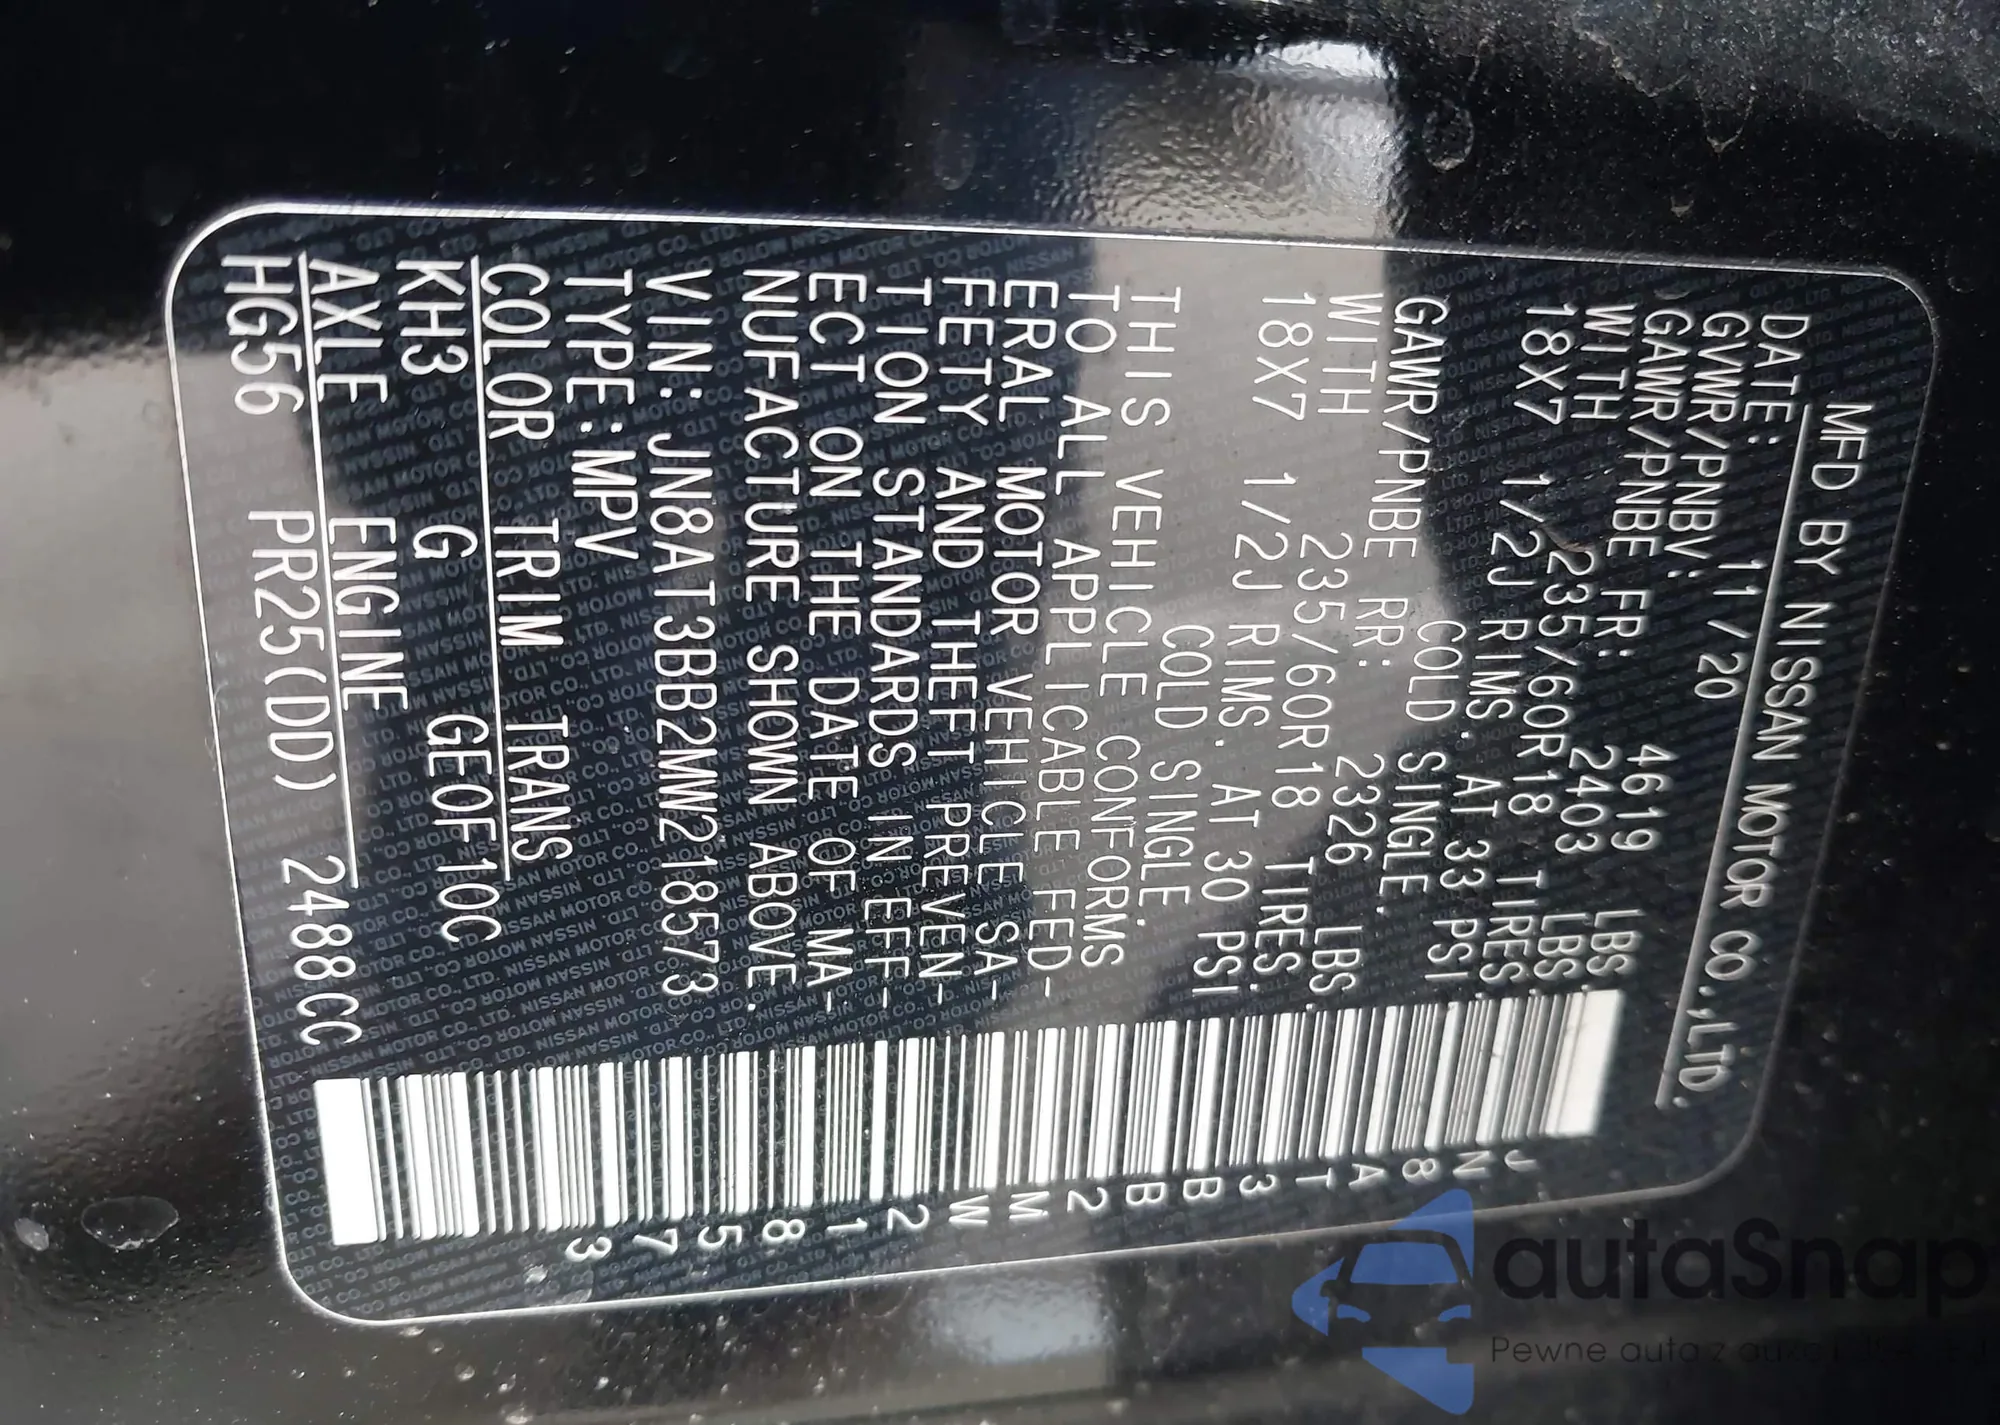 MFD BY NISSAN MOTOR CO.,LTD.
DATE: 11/20
GVWR/PNBV: 4619 LBS.
GAWR/PNBE FR: 2403 LBS.
WITH 235/60R18 TIRES.
18X7 1/2J RIMS. AT 33 PSI
COLD. SINGLE.
GAWR/PNBE RR: 2326 LBS.
WITH 235/60R18 TIRES.
18X7 1/2J RIMS. AT 30 PSI
COLD. SINGLE.
THIS VEHICLE CONFORMS
TO ALL APPLICABLE FED-
ERAL MOTOR VEHICLE SA-
FETY AND THEFT PREVEN-
TION STANDARDS IN EFF-
ECT ON THE DATE OF MA-
NUFACTURE SHOWN ABOVE.
VIN: JN8AT3BB2MW218573
TYPE:MPV
COLOR TRIM TRANS
KH3 G GEOF10C
AXLE ENGINE
HG56 PR25(DD) 2488CC
JN8AT3BB2MW218573
autaSnap
Pewne auta z